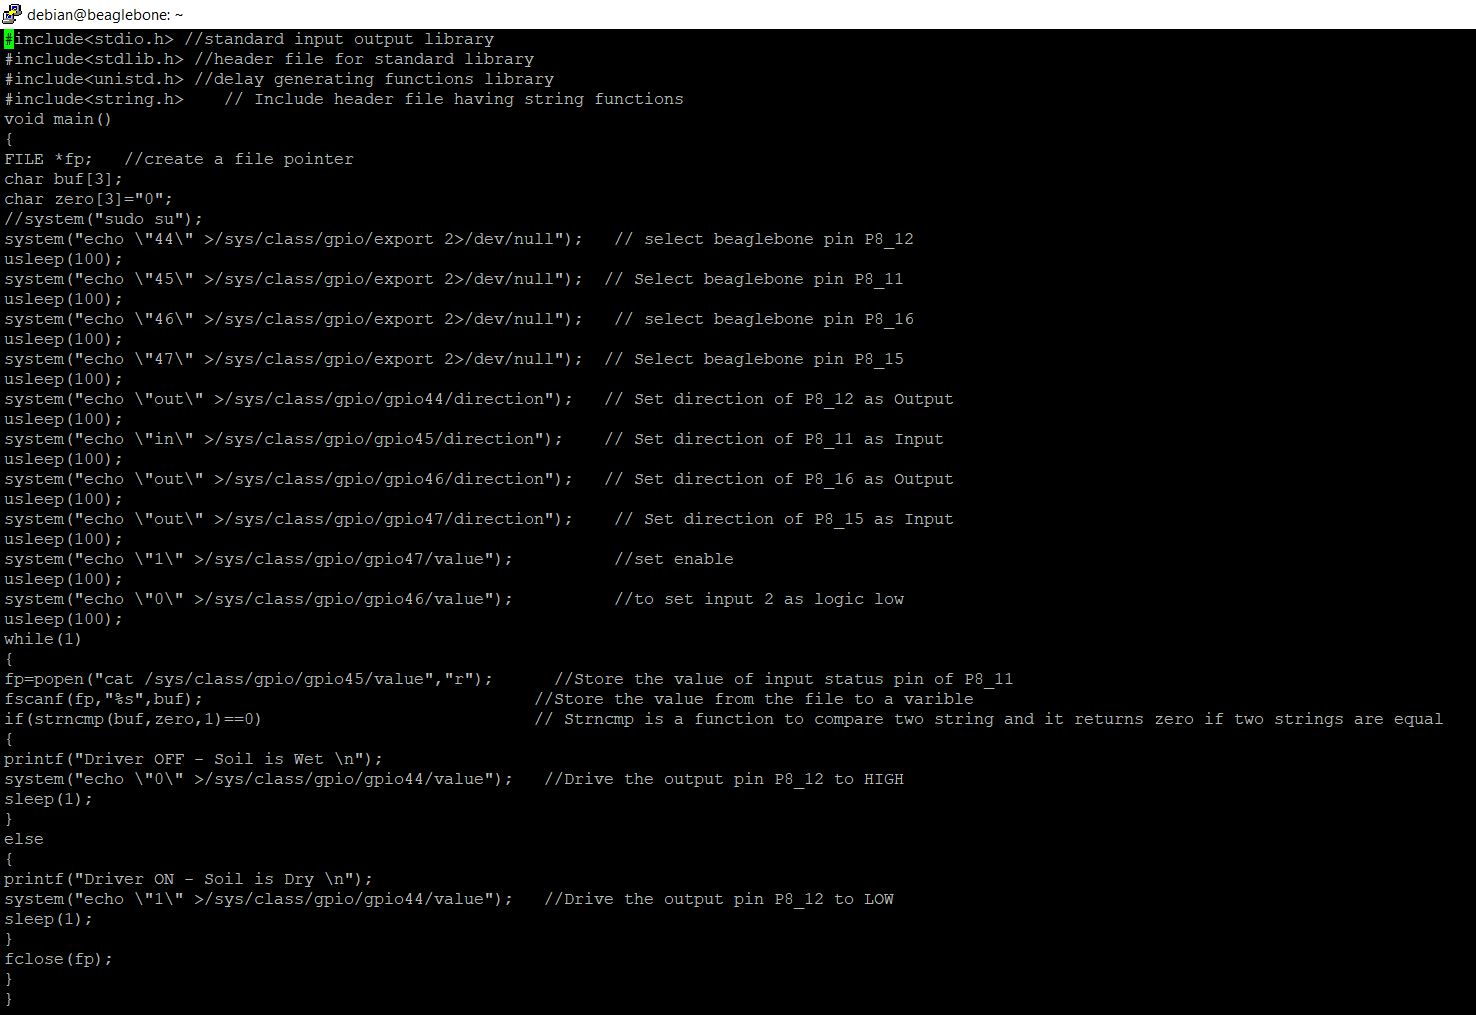 debian@beaglebone: ~
#include<stdio.h> //standard input output library
#include<stdlib.h> //header file for standard library
#include<unistd.h> //delay generating functions library
#include<string.h>    // Include header file having string functions
void main()
{
FILE *fp;   //create a file pointer
char buf[3];
char zero[3]="0";
//system("sudo su");
system("echo \"44\" >/sys/class/gpio/export 2>/dev/null");   // select beaglebone pin P8_12
usleep(100);
system("echo \"45\" >/sys/class/gpio/export 2>/dev/null");  // Select beaglebone pin P8_11
usleep(100);
system("echo \"46\" >/sys/class/gpio/export 2>/dev/null");   // select beaglebone pin P8_16
usleep(100);
system("echo \"47\" >/sys/class/gpio/export 2>/dev/null");  // Select beaglebone pin P8_15
usleep(100);
system("echo \"out\" >/sys/class/gpio/gpio44/direction");   // Set direction of P8_12 as Output
usleep(100);
system("echo \"in\" >/sys/class/gpio/gpio45/direction");    // Set direction of P8_11 as Input
usleep(100);
system("echo \"out\" >/sys/class/gpio/gpio46/direction");   // Set direction of P8_16 as Output
usleep(100);
system("echo \"out\" >/sys/class/gpio/gpio47/direction");    // Set direction of P8_15 as Input
usleep(100);
system("echo \"1\" >/sys/class/gpio/gpio47/value");          //set enable
usleep(100);
system("echo \"0\" >/sys/class/gpio/gpio46/value");          //to set input 2 as logic low
usleep(100);
while(1)
{
fp=popen("cat /sys/class/gpio/gpio45/value","r");      //Store the value of input status pin of P8_11
fscanf(fp,"%s",buf);                                 //Store the value from the file to a varible
if(strncmp(buf,zero,1)==0)                           // Strncmp is a function to compare two string and it returns zero if two strings are equal
{
printf("Driver OFF - Soil is Wet \n");
system("echo \"0\" >/sys/class/gpio/gpio44/value");   //Drive the output pin P8_12 to HIGH
sleep(1);
}
else
{
printf("Driver ON - Soil is Dry \n");
system("echo \"1\" >/sys/class/gpio/gpio44/value");   //Drive the output pin P8_12 to LOW
sleep(1);
}
fclose(fp);
}
}